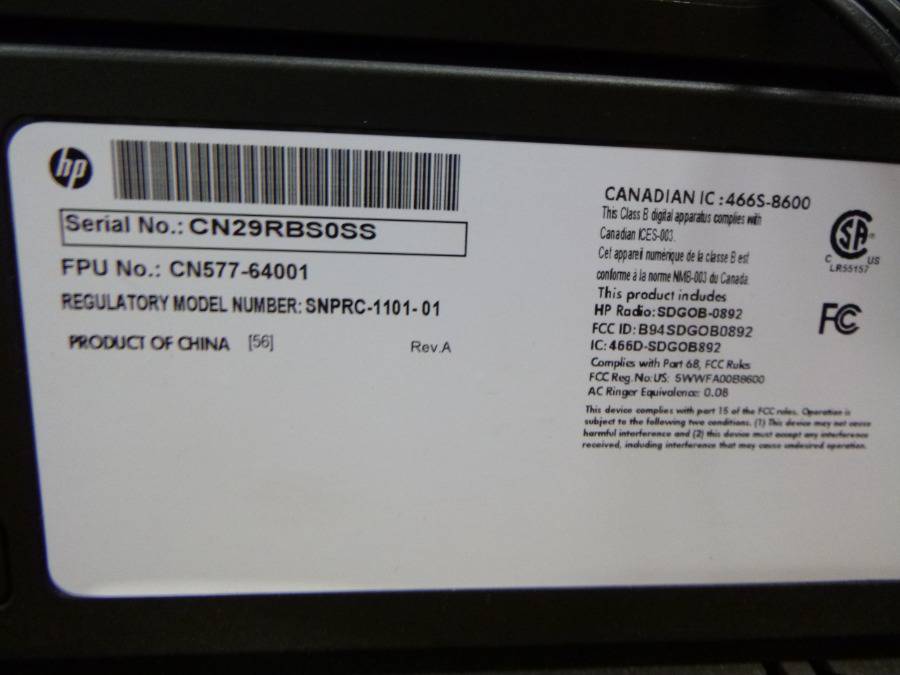 hp
Serial No.: CN29RBS0SS
FPU No.: CN577-64001
REGULATORY MODEL NUMBER: SNPRC-1101-01
PRODUCT OF CHINA [56] Rev.A
CANADIAN IC :466S-8600
This Class B digital apparatus complies with
Canadian ICES-003.
Cet appareil numérique de la classe B est
conforme à la norme NMB-003 du Canada.
This product includes
HP Radio: SDGOB-0892
FCC ID: B94SDGOB0892
IC: 466D-SDGOB892
Complies with Part 68, FCC Rules
FCC Reg. No. US: 5WWFA00B8600
AC Ringer Equivalence: 0.0B
This device complies with part 15 of the FCC rules. Operation is
subject to the following two conditions. (1) This device may not cause
harmful interference and (2) this device must accept any interference
received, including interference that may cause undesired operation.
CSA®
C US
LR55157
FCC